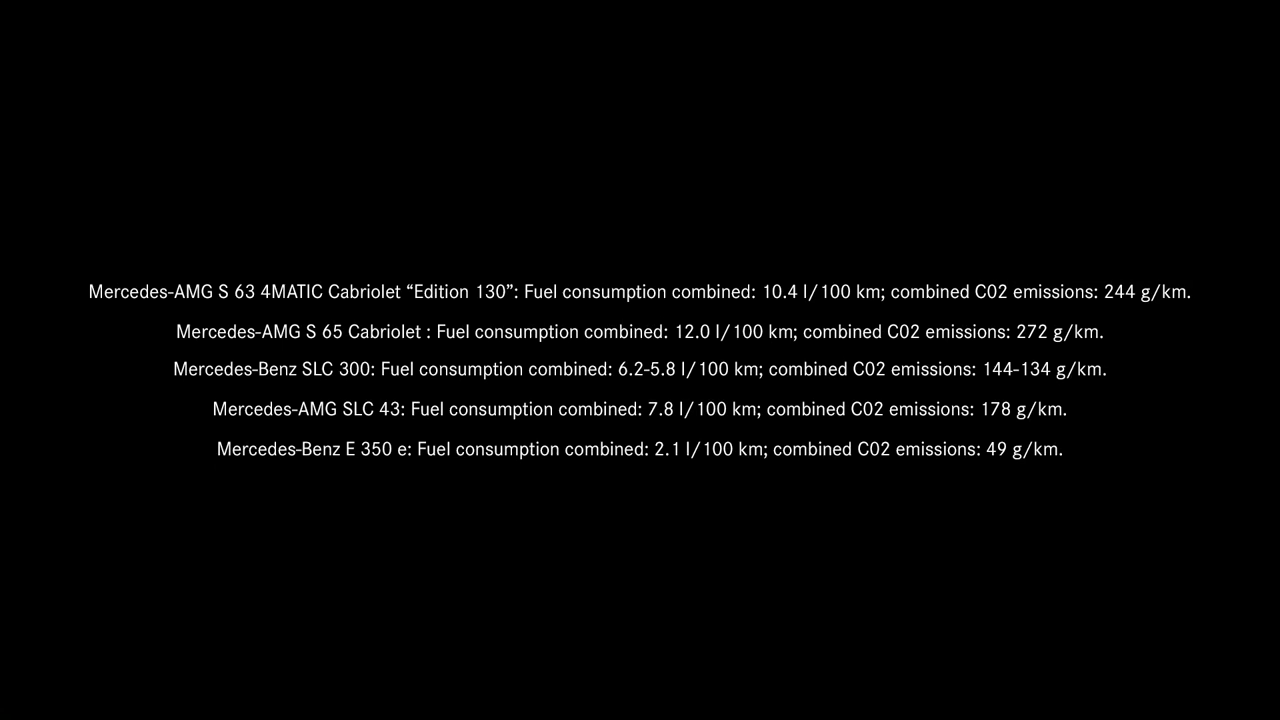 Mercedes-AMG S 63 4MATIC Cabriolet “Edition 130”: Fuel consumption combined: 10.4 l/100 km; combined C02 emissions: 244 g/km.
Mercedes-AMG S 65 Cabriolet : Fuel consumption combined: 12.0 l/100 km; combined C02 emissions: 272 g/km.
Mercedes-Benz SLC 300: Fuel consumption combined: 6.2-5.8 l/100 km; combined C02 emissions: 144-134 g/km.
Mercedes-AMG SLC 43: Fuel consumption combined: 7.8 l/100 km; combined C02 emissions: 178 g/km.
Mercedes-Benz E 350 e: Fuel consumption combined: 2.1 l/100 km; combined C02 emissions: 49 g/km.